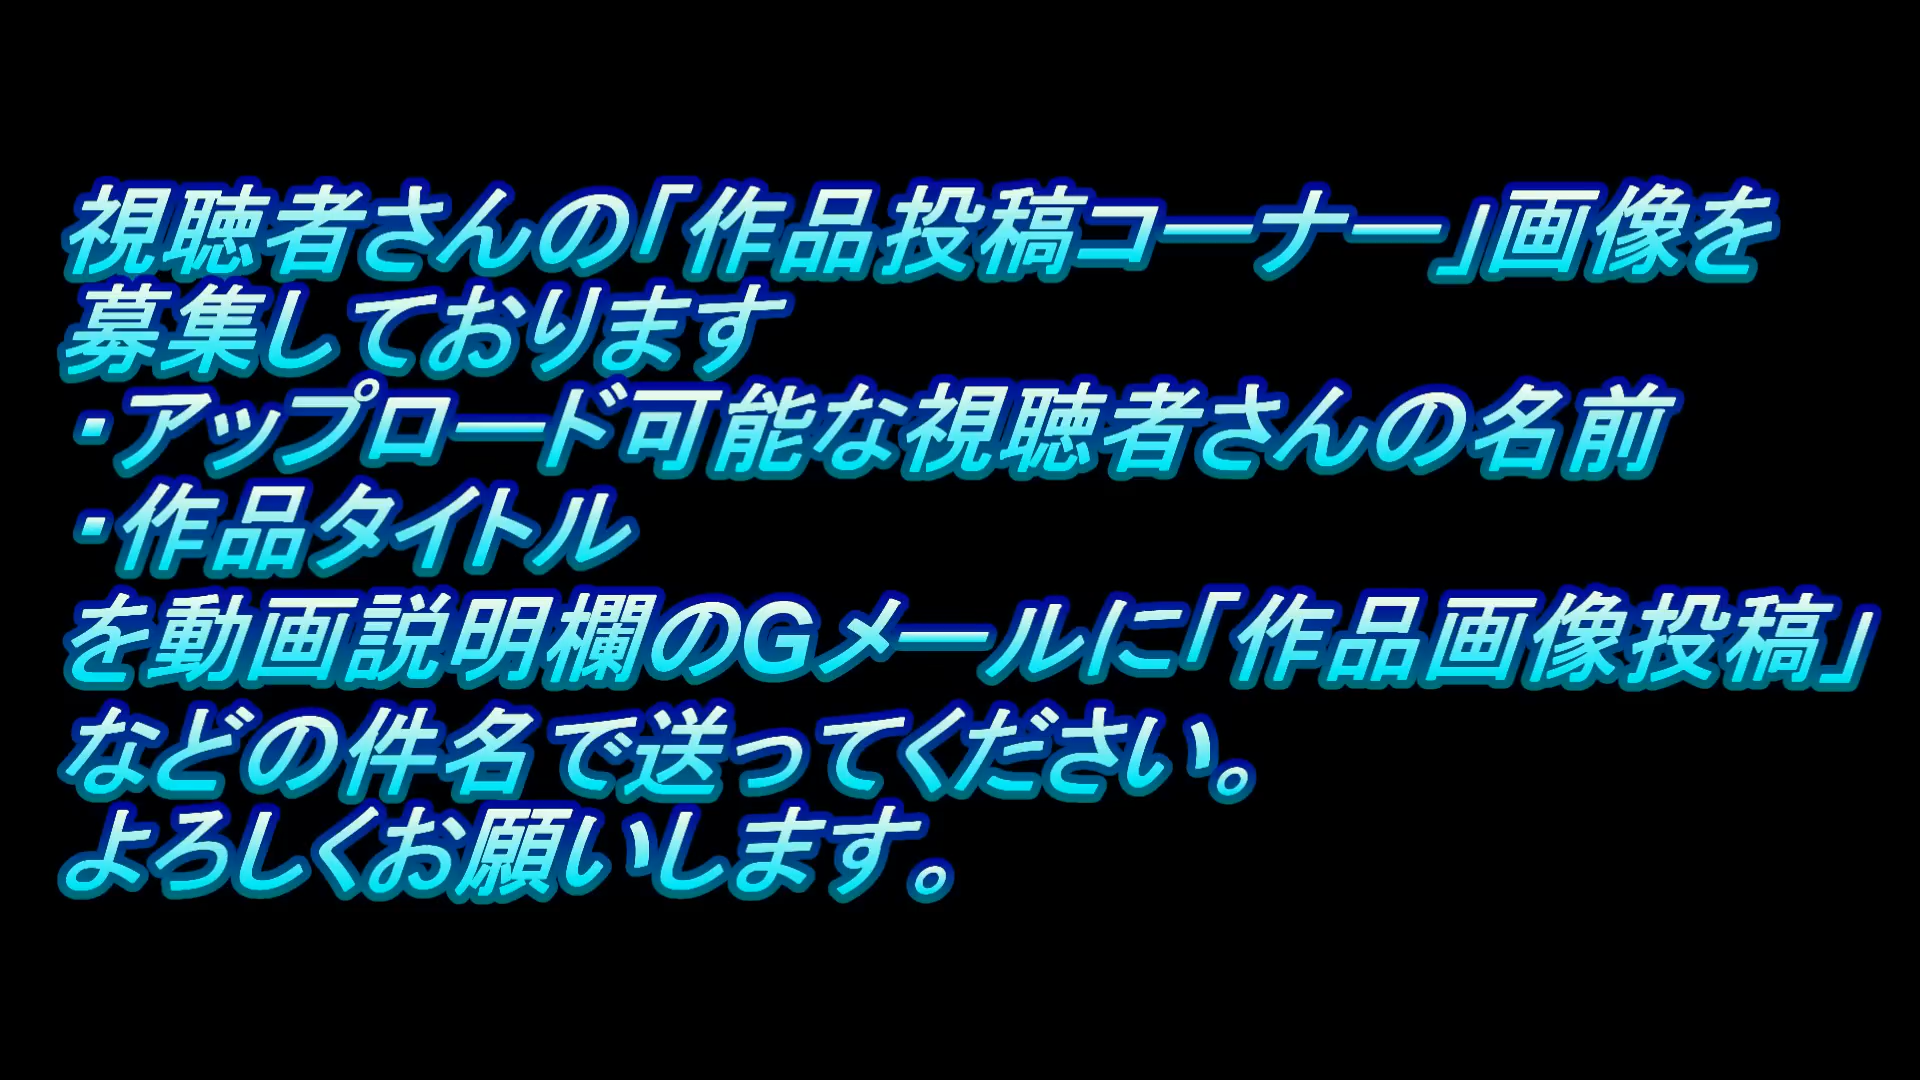 視聴者さんの「作品投稿コーナー」画像を
募集しております
・アップロード可能な視聴者さんの名前
・作品タイトル
を動画説明欄のGメールに「作品画像投稿」
などの件名で送ってください。
よろしくお願いします。